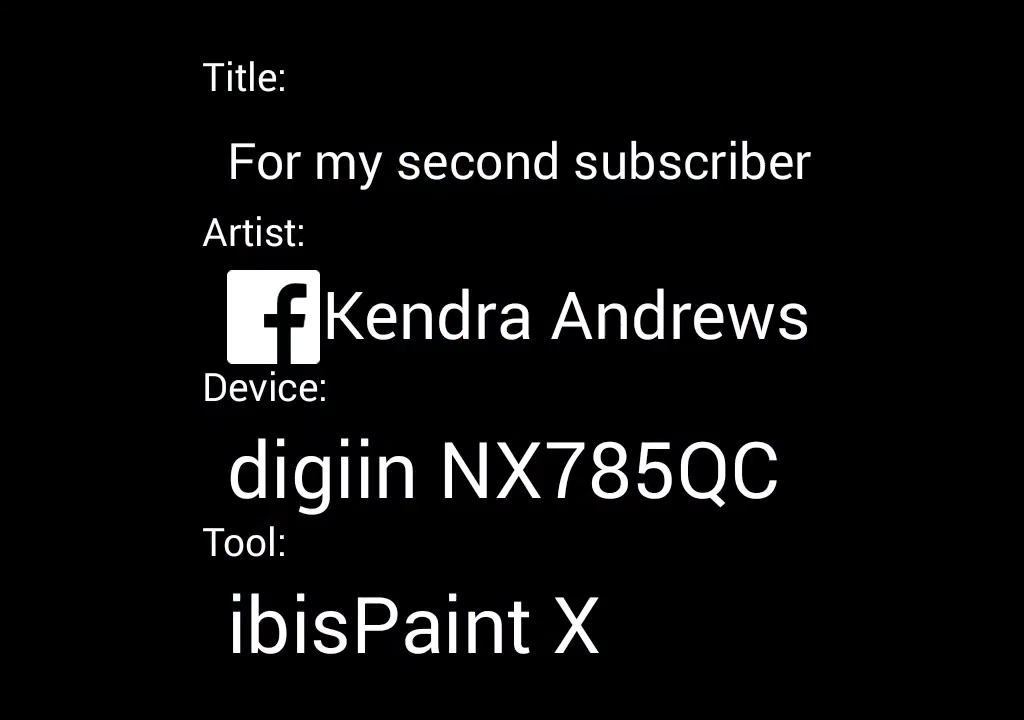 Title:
For my second subscriber
Artist:
Kendra Andrews
Device:
digiin NX785QC
Tool:
ibisPaint X